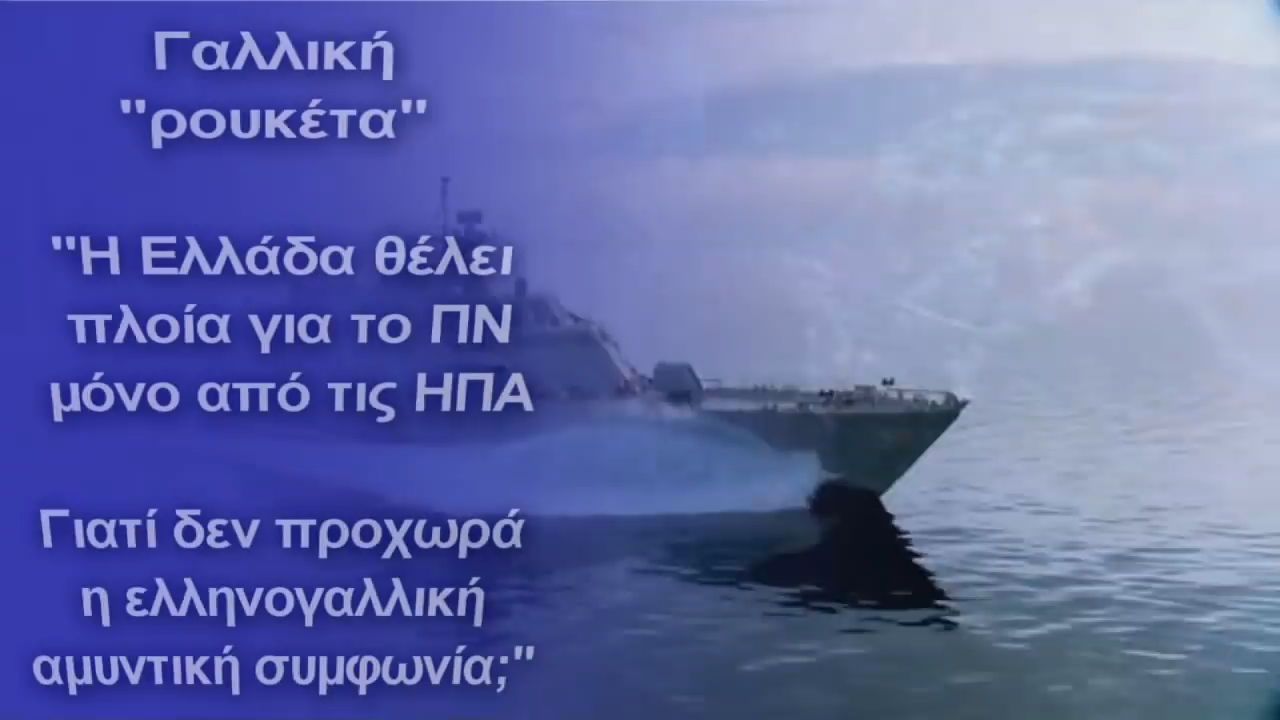 Γαλλική
"ρουκέτα"
"Η Ελλάδα θέλει
πλοία για το ΠΝ
μόνο από τις ΗΠΑ
Γιατί δεν προχωρά
η ελληνογαλλική
αμυντική συμφωνία;"